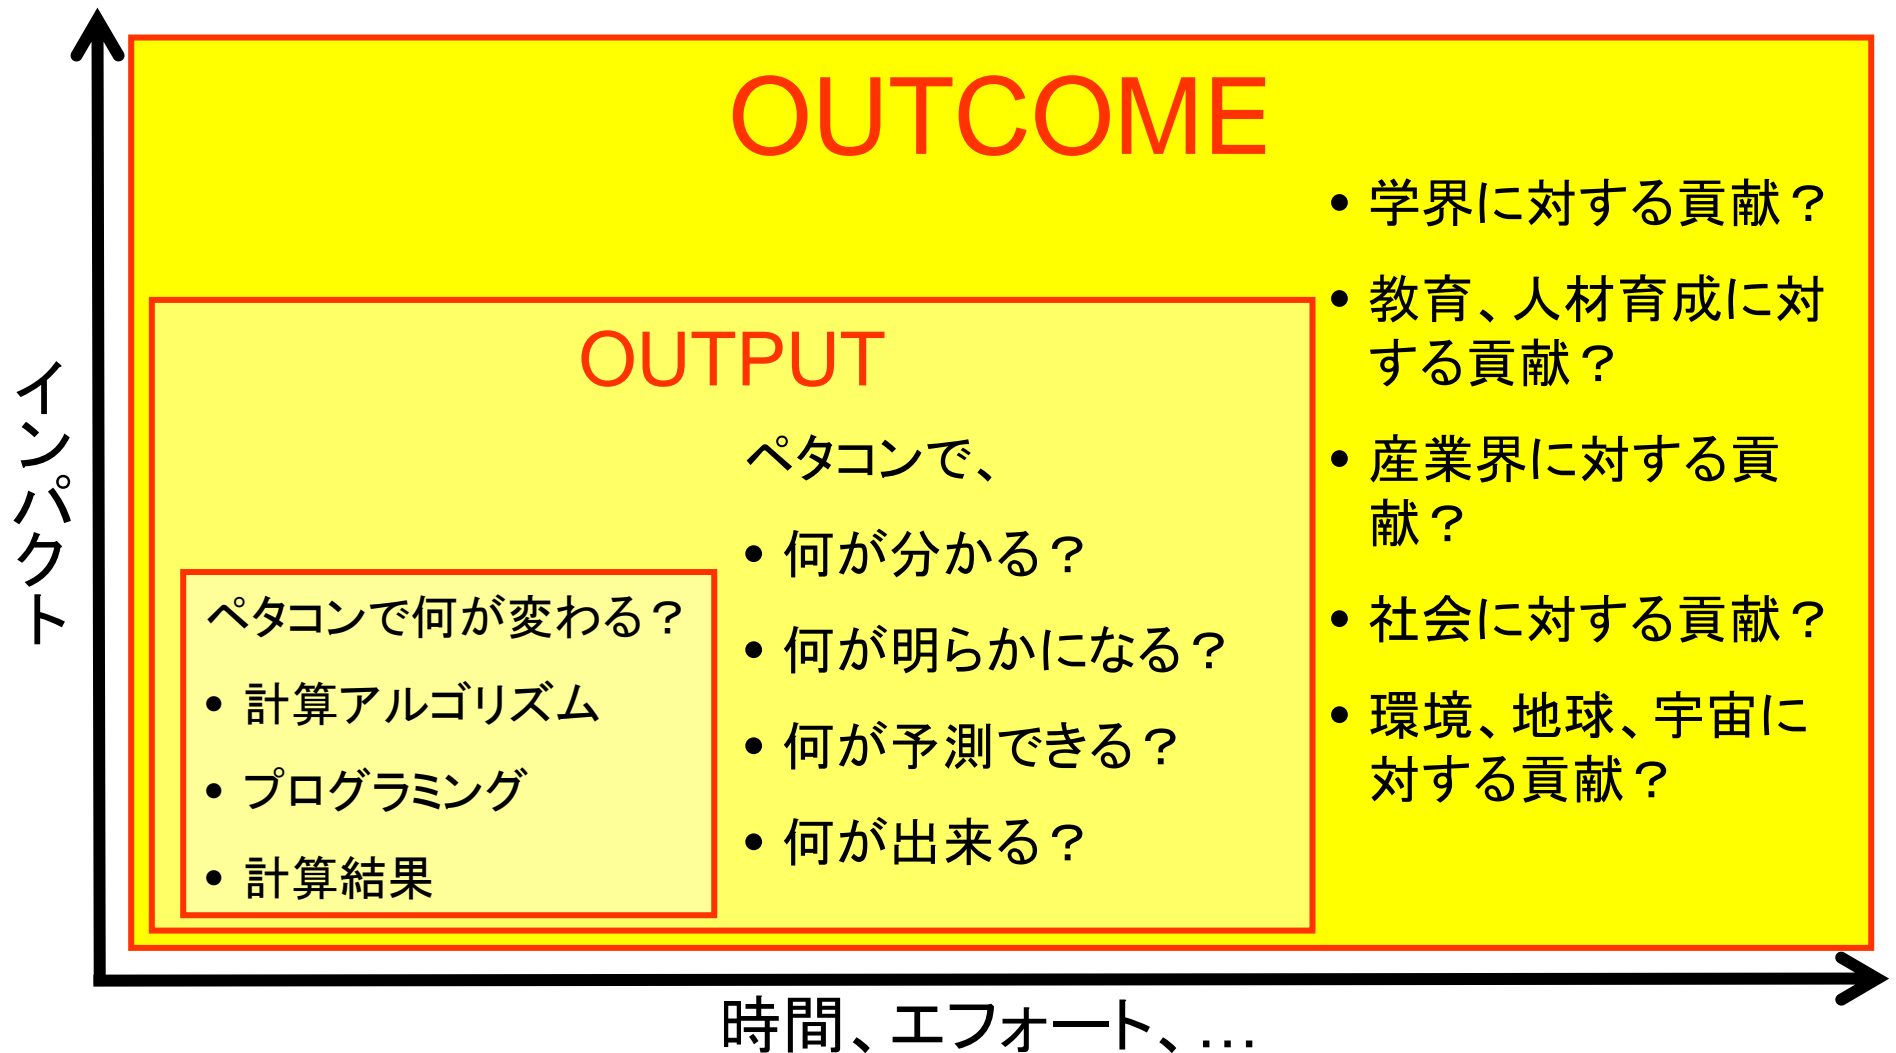 インパクト
OUTCOME
• 学界に対する貢献？
• 教育、人材育成に対
する貢献？
• 産業界に対する貢
献？
• 社会に対する貢献？
• 環境、地球、宇宙に
対する貢献？
OUTPUT
ペタコンで、
• 何が分かる？
• 何が明らかになる？
• 何が予測できる？
• 何が出来る？
ペタコンで何が変わる？
• 計算アルゴリズム
• プログラミング
• 計算結果
時間、エフォート、…